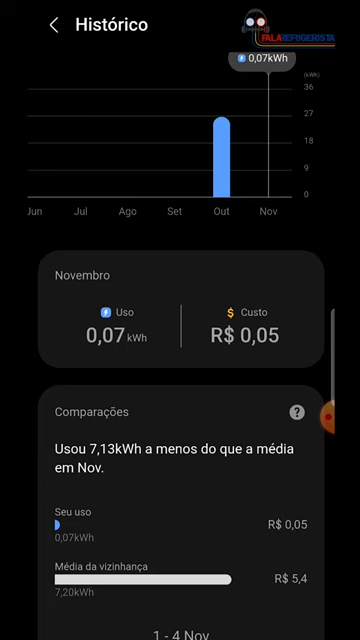 Histórico
FALAREFRIGERISTA
0,07kWh
(kWh)
36
27
18
9
0
Jun Jul Ago Set Out Nov
Novembro
Uso
0,07 kWh
$ Custo
R$ 0,05
Comparações ?
Usou 7,13kWh a menos do que a média
em Nov.
Seu uso
R$ 0,05
0,07kWh
Média da vizinhança
R$ 5,4
7,20kWh
1 - 4 Nov